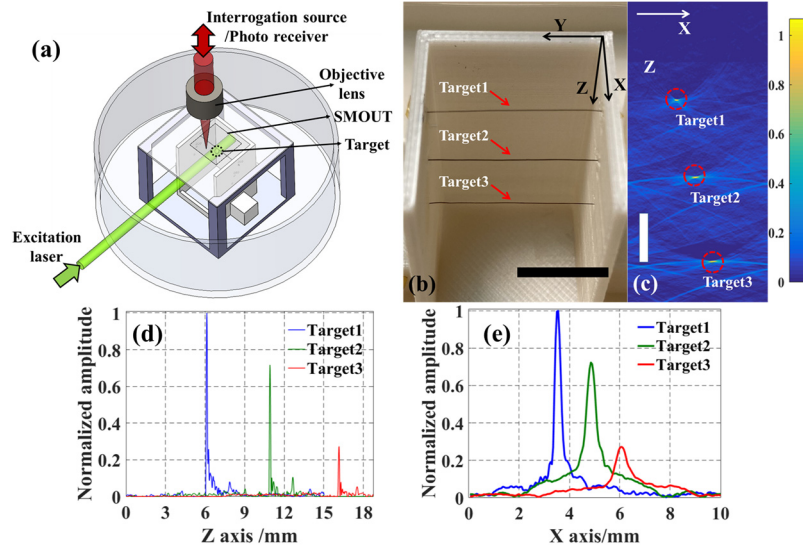 (a)
Interrogation source
/Photo receiver
Objective
lens
SMOUT
Target
Excitation
laser
Y
Z
X
Target1
Target2
Target3
(b)
X
Z
Target1
Target2
Target3
(c)
1
0.8
0.6
0.4
0.2
0
(d)
Target1
Target2
Target3
Normalized amplitude
1
0.8
0.6
0.4
0.2
0
0 3 6 9 12 15 18
Z axis /mm
(e)
Target1
Target2
Target3
Normalized amplitude
1
0.8
0.6
0.4
0.2
0
0 2 4 6 8 10
X axis/mm